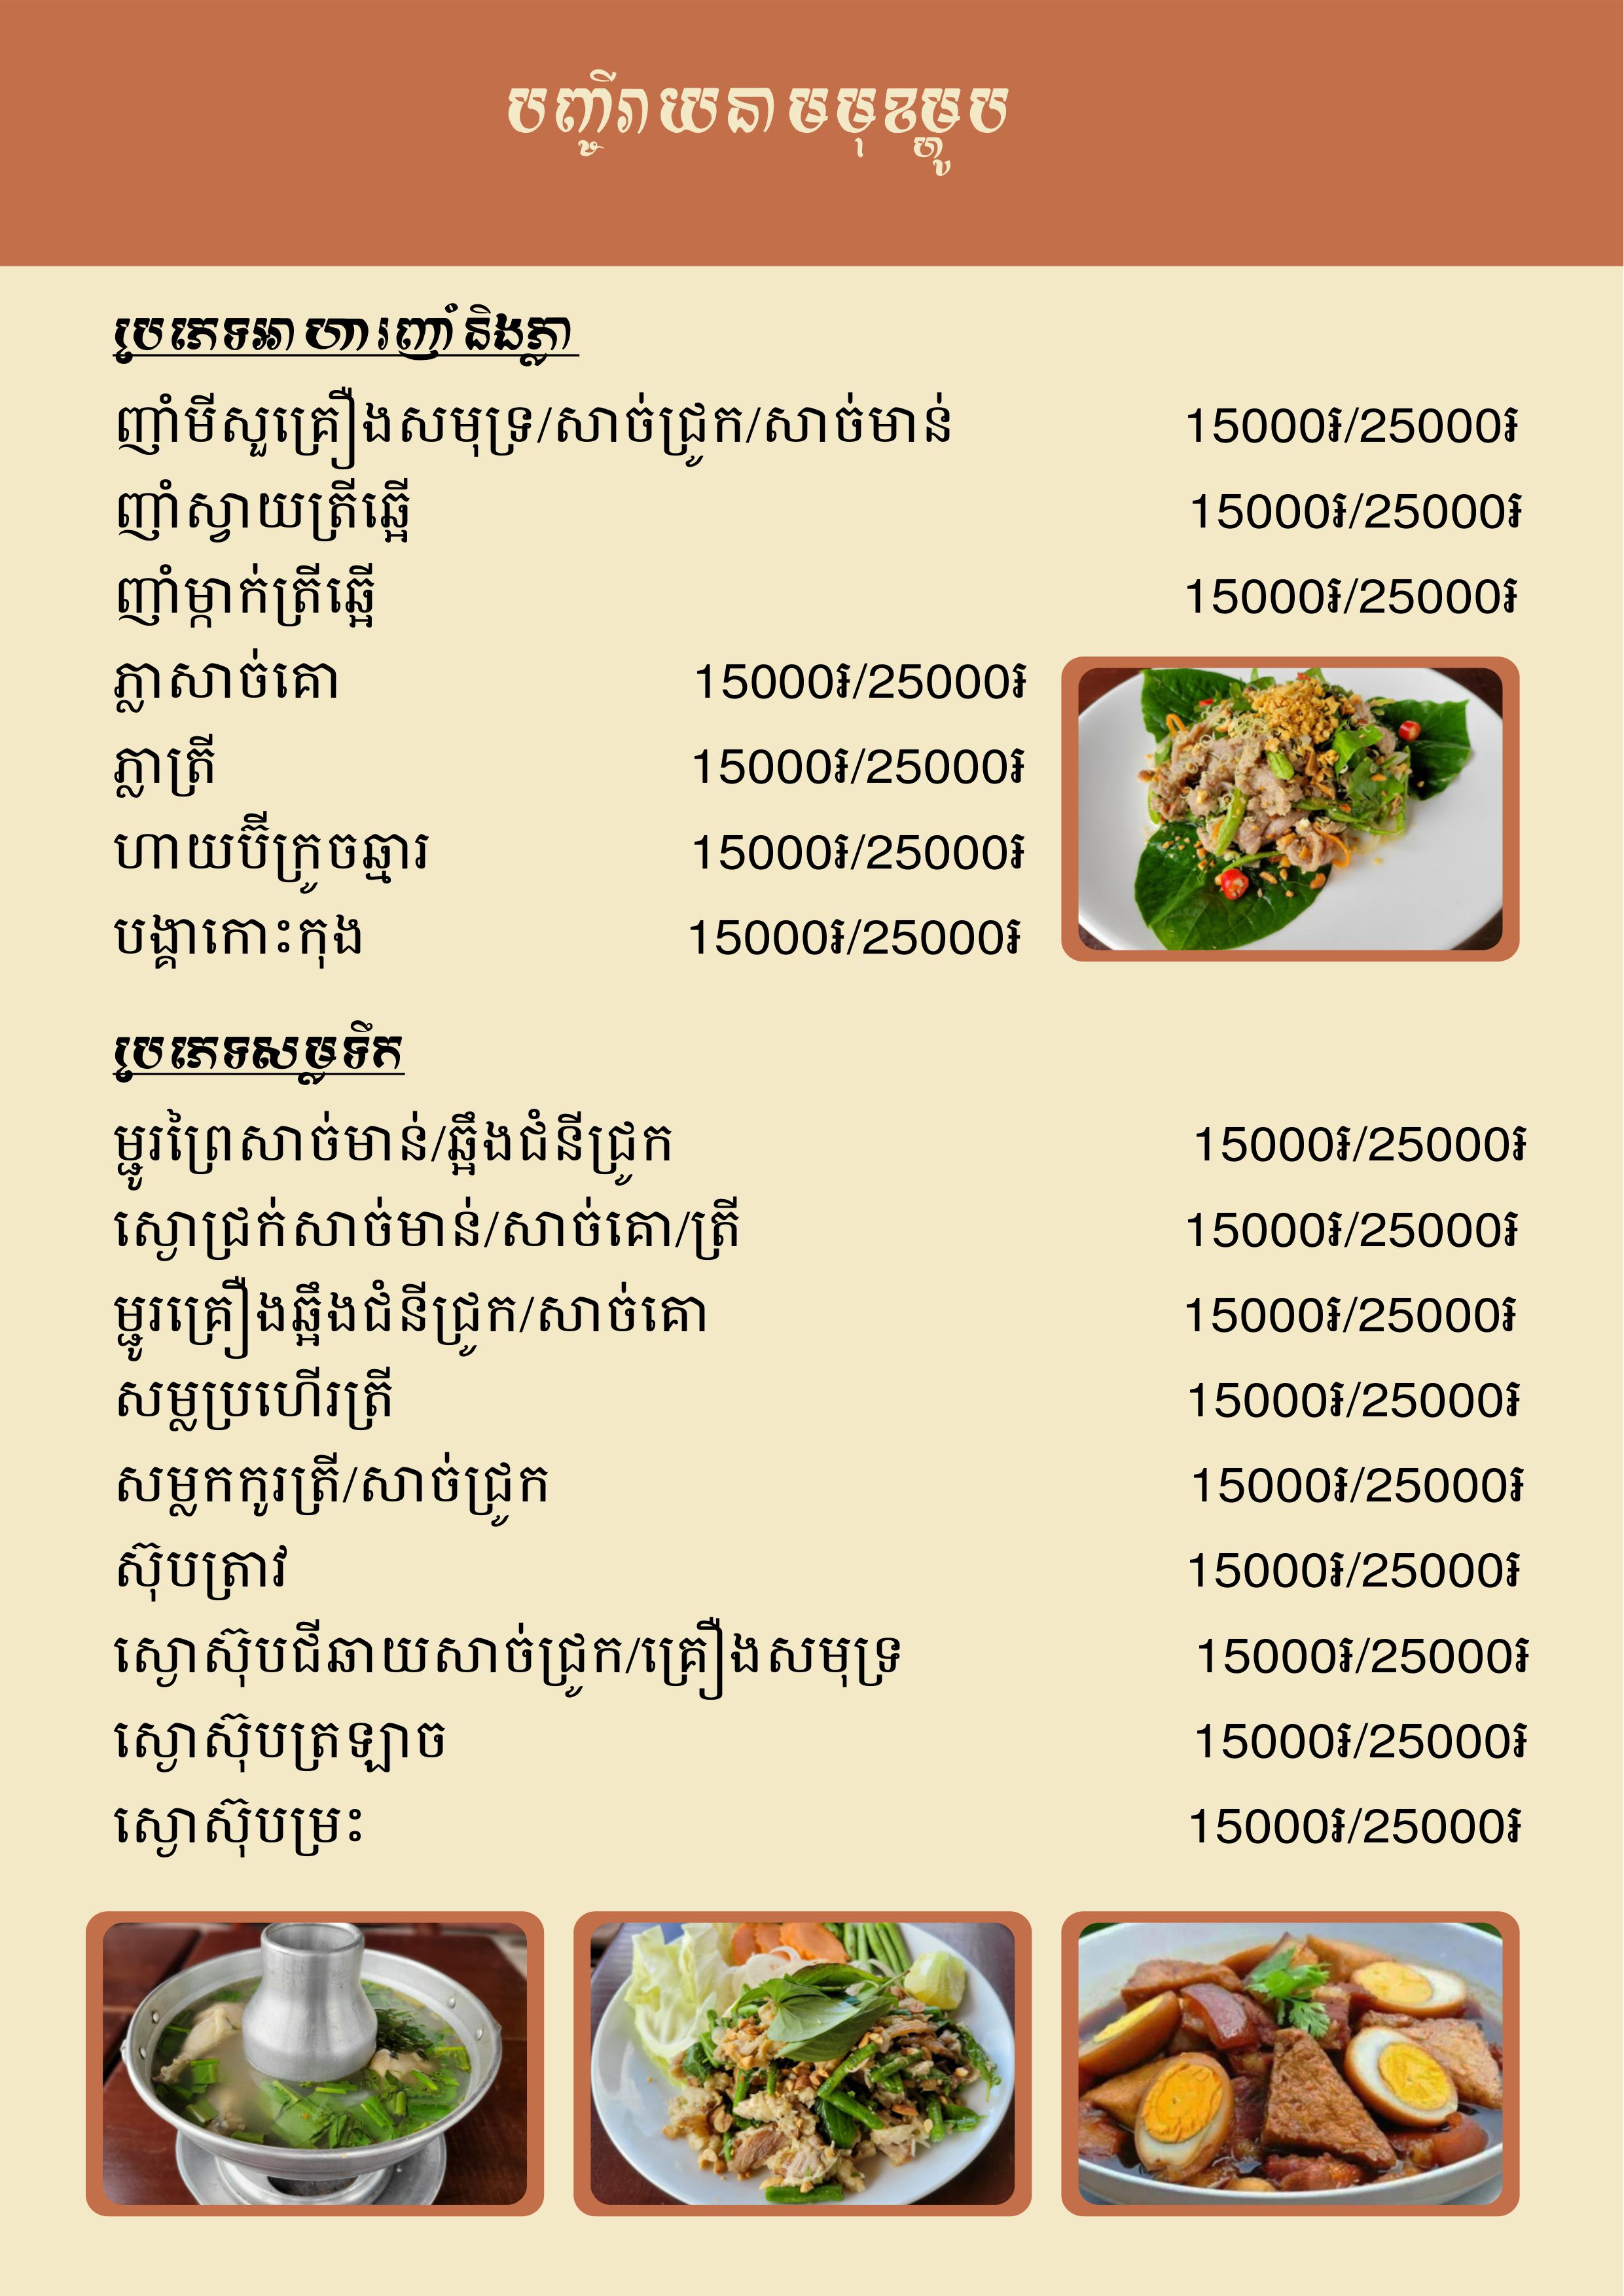 បញ្ជីរាយនាមមុខម្ហូប
ប្រភេទអាហារញាំនិងភ្លា
ញាំមីសួគ្រឿងសមុទ្រ/សាច់ជ្រូក/សាច់មាន់ 15000៛/25000៛
ញាំស្វាយត្រីឆ្អើ 15000៛/25000៛
ញាំម្កាក់ត្រីឆ្អើ 15000៛/25000៛
ភ្លាសាច់គោ 15000៛/25000៛
ភ្លាត្រី 15000៛/25000៛
ហាយប៊ីក្រូចឆ្មារ 15000៛/25000៛
បង្គាកោះកុង 15000៛/25000៛
ប្រភេទសម្លទឹក
ម្ជូរព្រៃសាច់មាន់/ឆ្អឹងជំនីជ្រូក 15000៛/25000៛
ស្ងោជ្រក់សាច់មាន់/សាច់គោ/ត្រី 15000៛/25000៛
ម្ជូរគ្រឿងឆ្អឹងជំនីជ្រូក/សាច់គោ 15000៛/25000៛
សម្លប្រហើរត្រី 15000៛/25000៛
សម្លកកូរត្រី/សាច់ជ្រូក 15000៛/25000៛
ស៊ុបត្រាវ 15000៛/25000៛
ស្ងោស៊ុបជីឆាយសាច់ជ្រូក/គ្រឿងសមុទ្រ 15000៛/25000៛
ស្ងោស៊ុបត្រឡាច 15000៛/25000៛
ស្ងោស៊ុបម្រះ 15000៛/25000៛